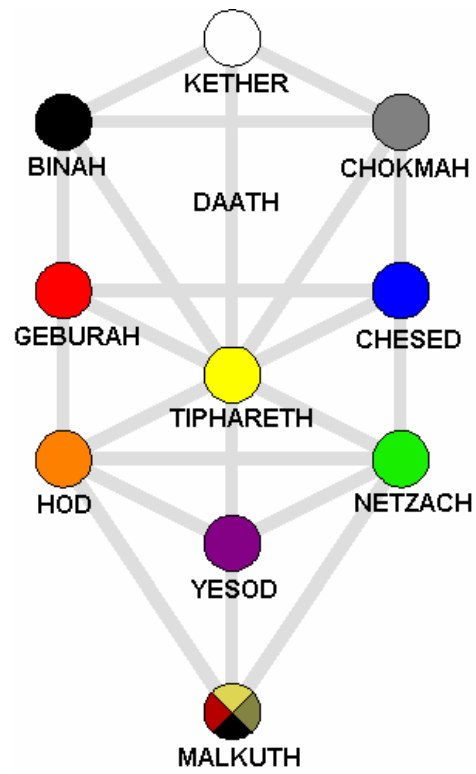 KETHER
BINAH
CHOKMAH
DAATH
GEBURAH
CHESED
TIPHARETH
HOD
NETZACH
YESOD
MALKUTH